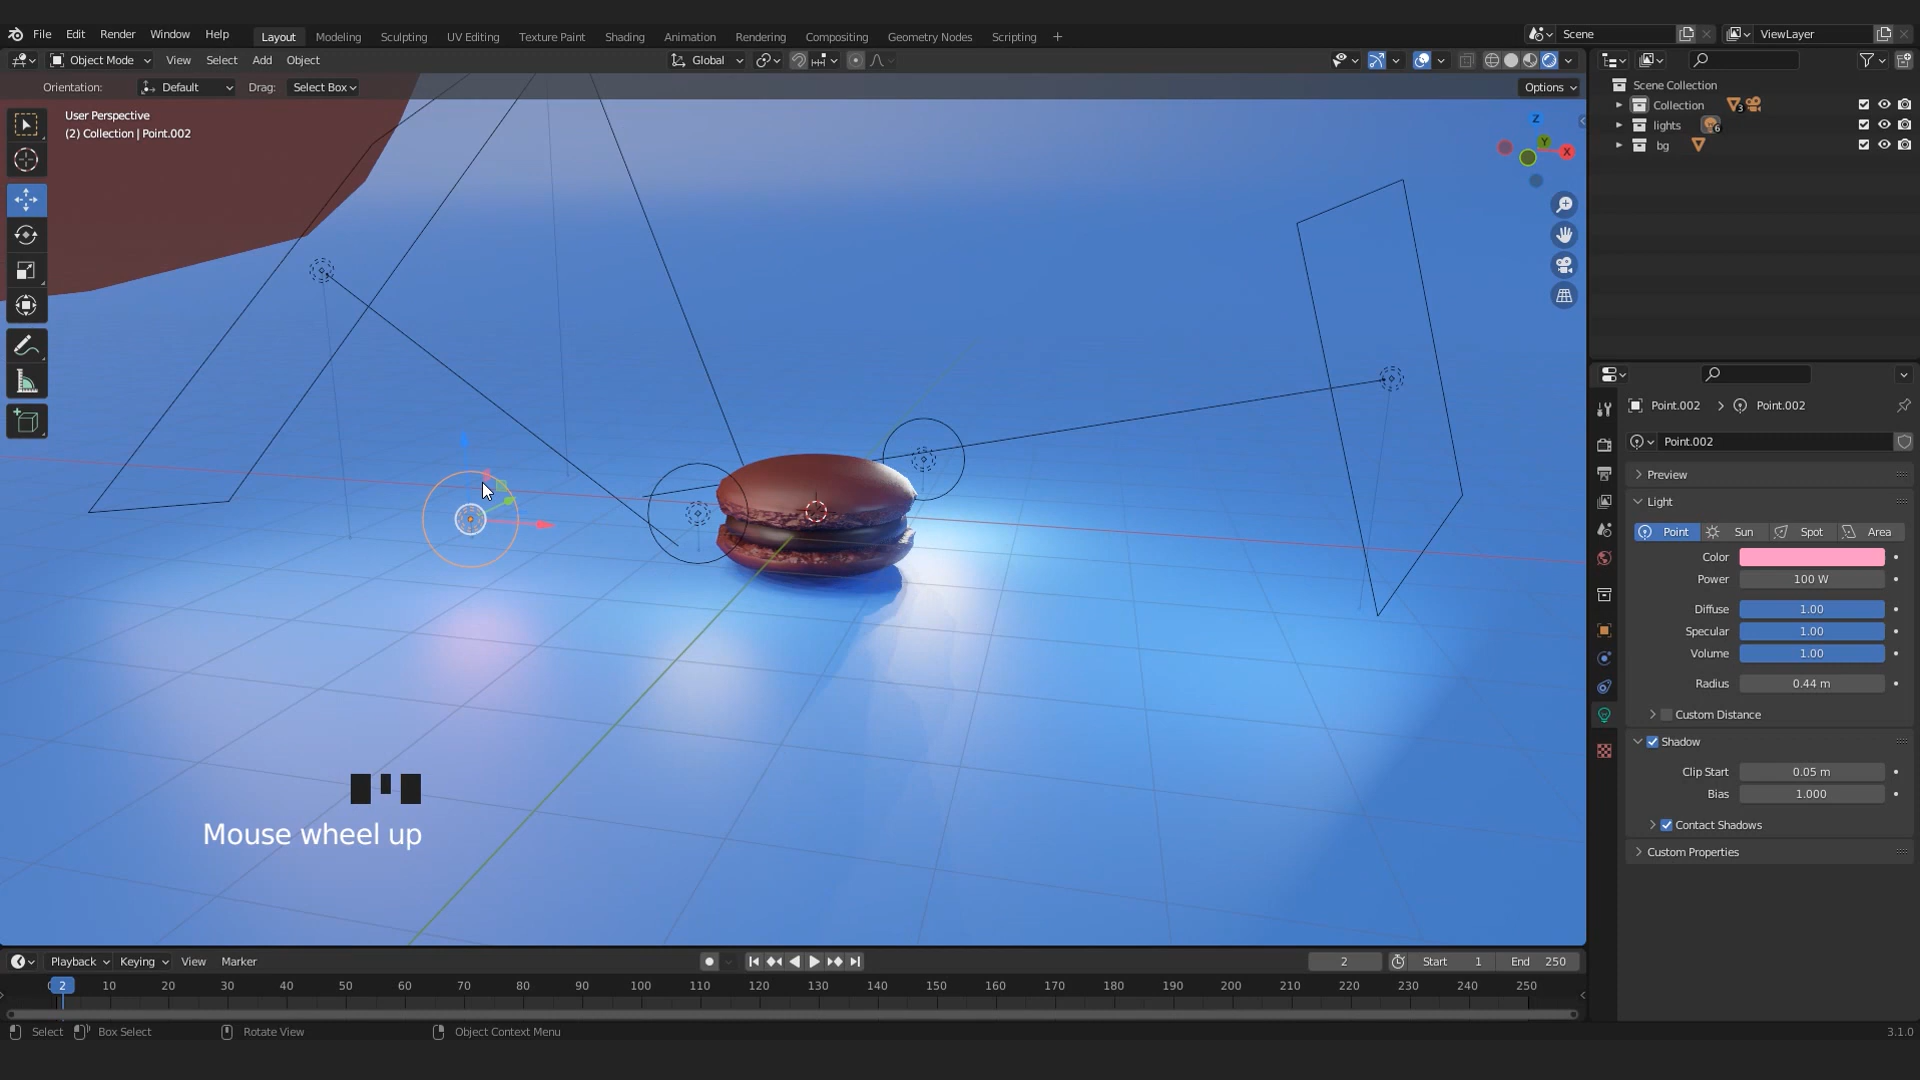 File Edit Render Window Help Layout Modeling Sculpting UV Editing Texture Paint Shading Animation Rendering Compositing Geometry Nodes Scripting + Scene ViewLayer
Object Mode View Select Add Object Global
Orientation: Default Drag: Select Box Options
User Perspective
(2) Collection | Point.002
Z
Y
X
Scene Collection
Collection 3
lights 6
bg
Point.002 > Point.002
Point.002
Preview
Light
Point Sun Spot Area
Color
Power 100 W
Diffuse 1.00
Specular 1.00
Volume 1.00
Radius 0.44 m
Custom Distance
Shadow
Clip Start 0.05 m
Bias 1.000
Contact Shadows
Custom Properties
Mouse wheel up
Playback Keying View Marker 2 Start 1 End 250
2 10 20 30 40 50 60 70 80 90 100 110 120 130 140 150 160 170 180 190 200 210 220 230 240 250
Select Box Select Rotate View Object Context Menu 3.1.0